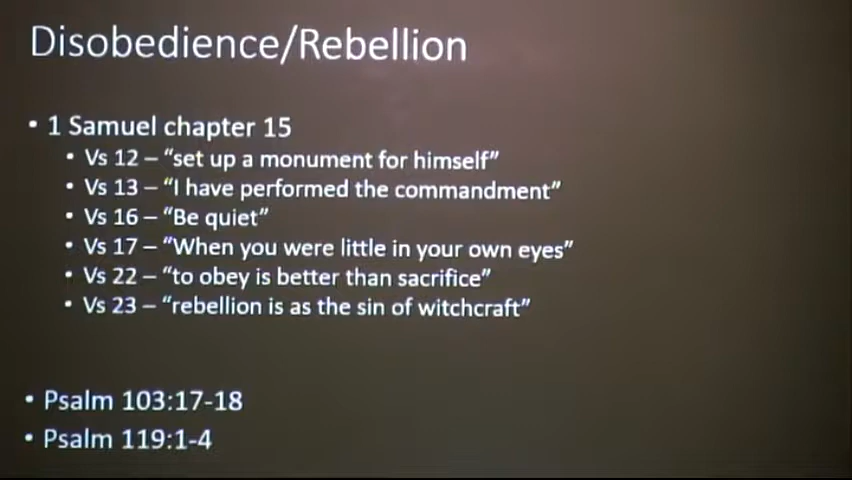 Disobedience/Rebellion
• 1 Samuel chapter 15
• Vs 12 – “set up a monument for himself”
• Vs 13 – “I have performed the commandment”
• Vs 16 – “Be quiet”
• Vs 17 – “When you were little in your own eyes”
• Vs 22 – “to obey is better than sacrifice”
• Vs 23 – “rebellion is as the sin of witchcraft”
• Psalm 103:17-18
• Psalm 119:1-4